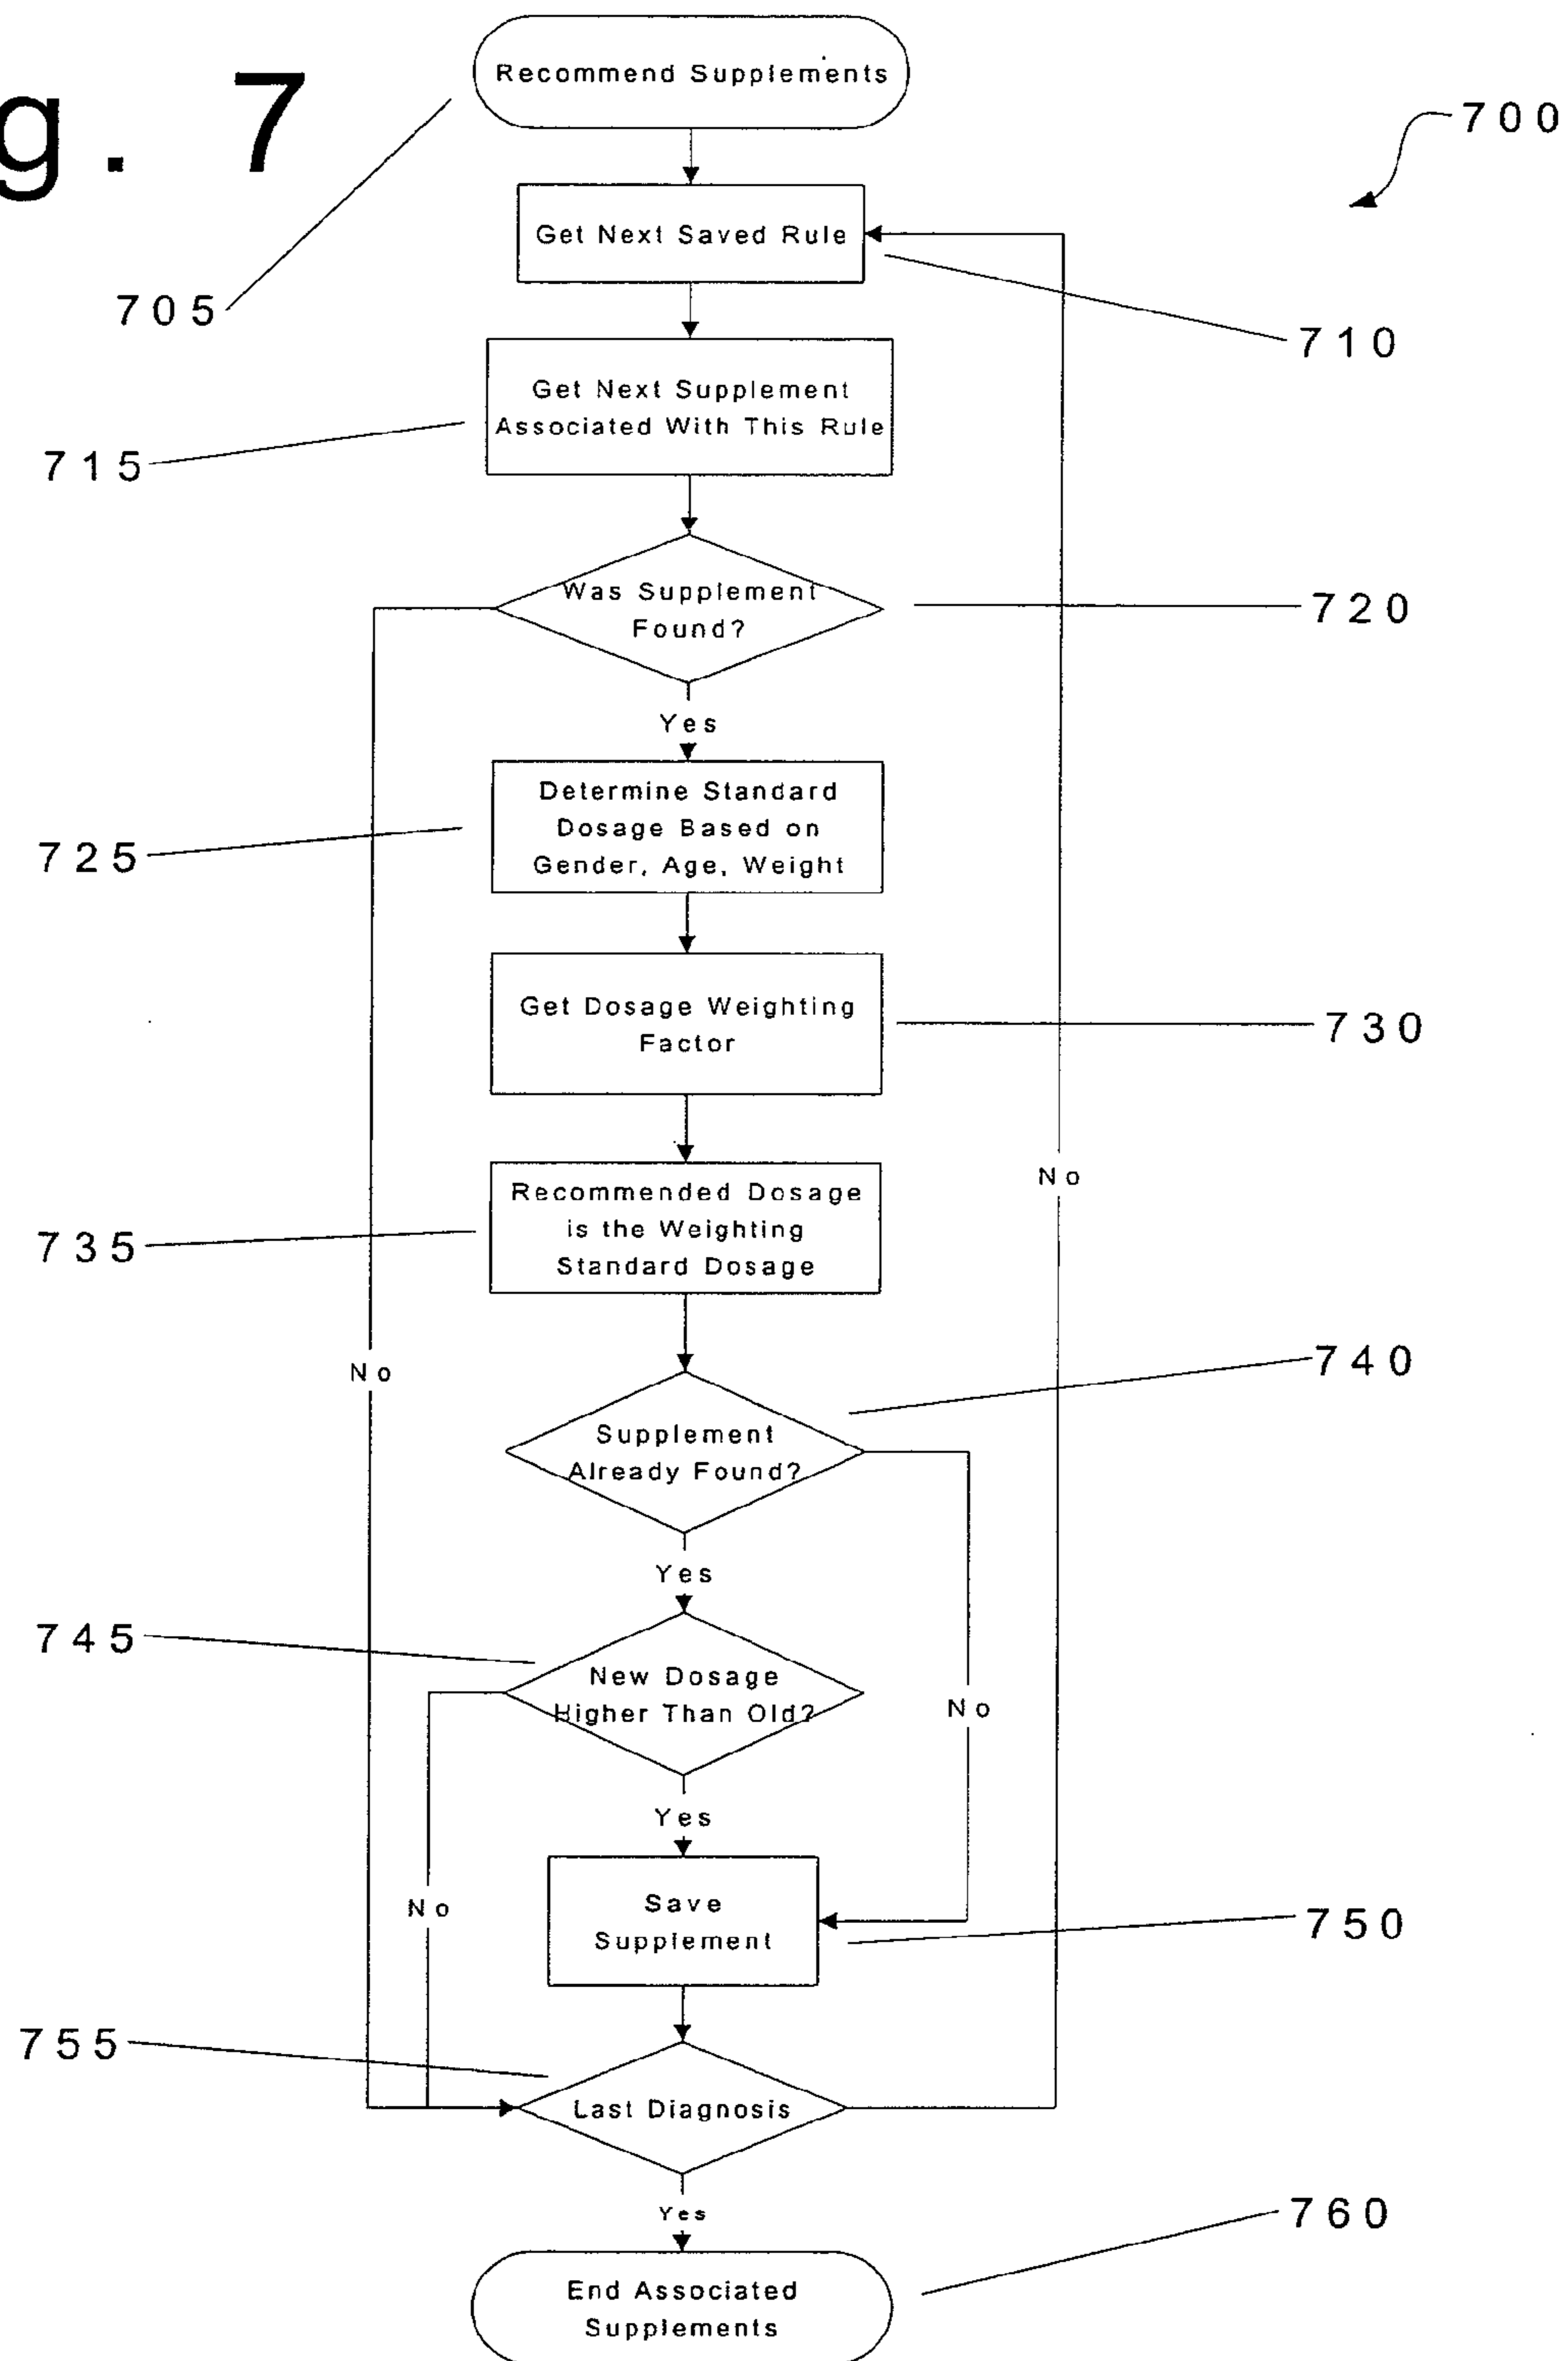 g. 7
Recommend Supplements
700
Get Next Saved Rule
705
710
Get Next Supplement
Associated With This Rule
715
Was Supplement
Found?
720
Yes
Determine Standard
Dosage Based on
Gender, Age, Weight
725
Get Dosage Weighting
Factor
730
No
Recommended Dosage
is the Weighting
Standard Dosage
735
No
740
Supplement
Already Found?
Yes
745
New Dosage
Higher Than Old?
No
Yes
No
Save
Supplement
750
755
Last Diagnosis
Yes
760
End Associated
Supplements